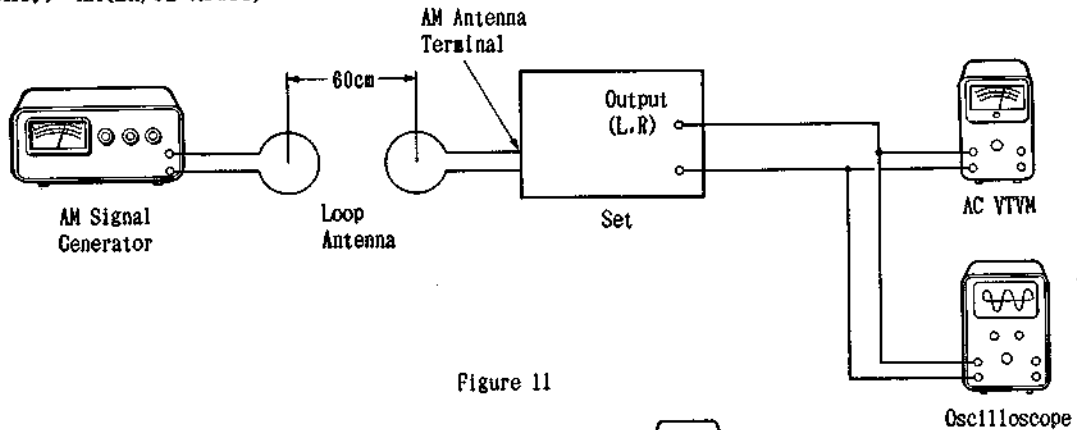 AM Antenna
Terminal
60cm
Output
(L.R)
AM Signal
Generator
Loop
Antenna
Set
AC VTVM
Figure 11
Oscilloscope